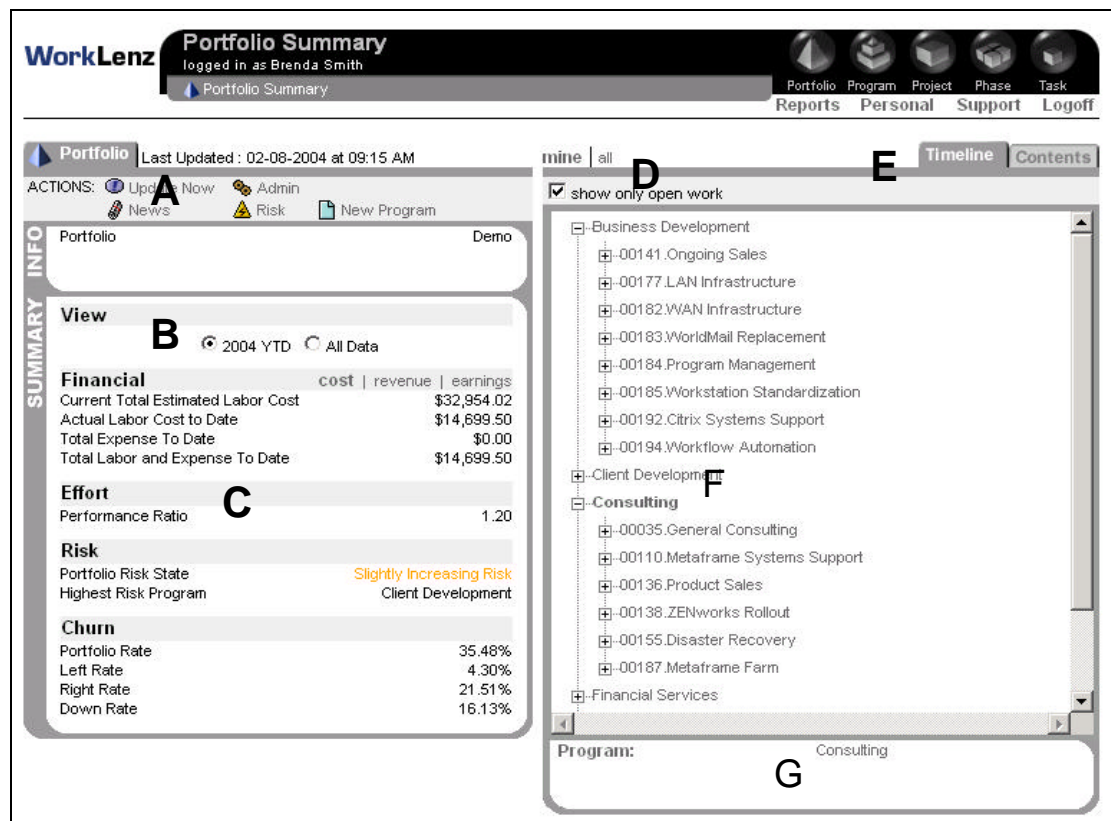 WorkLenz
Portfolio Summary
logged in as Brenda Smith
Portfolio Summary
Portfolio Program Project Phase Task
Reports Personal Support Logoff
Portfolio Last Updated : 02-08-2004 at 09:15 AM
ACTIONS: Update Now Admin
A
News Risk New Program
INFO
Portfolio Demo
SUMMARY
View
B
2004 YTD All Data
Financial cost | revenue | earnings
Current Total Estimated Labor Cost $32,954.02
Actual Labor Cost to Date $14,699.50
Total Expense To Date $0.00
Total Labor and Expense To Date $14,699.50
Effort
C
Performance Ratio 1.20
Risk
Portfolio Risk State Slightly Increasing Risk
Highest Risk Program Client Development
Churn
Portfolio Rate 35.48%
Left Rate 4.30%
Right Rate 21.51%
Down Rate 16.13%
mine | all
D
E
Timeline Contents
show only open work
Business Development
00141.Ongoing Sales
00177.LAN Infrastructure
00182.WAN Infrastructure
00183.WorldMail Replacement
00184.Program Management
00185.Workstation Standardization
00192.Citrix Systems Support
00194.Workflow Automation
Client Development
F
Consulting
00035.General Consulting
00110.Metaframe Systems Support
00136.Product Sales
00138.ZENworks Rollout
00155.Disaster Recovery
00187.Metaframe Farm
Financial Services
Program: Consulting
G